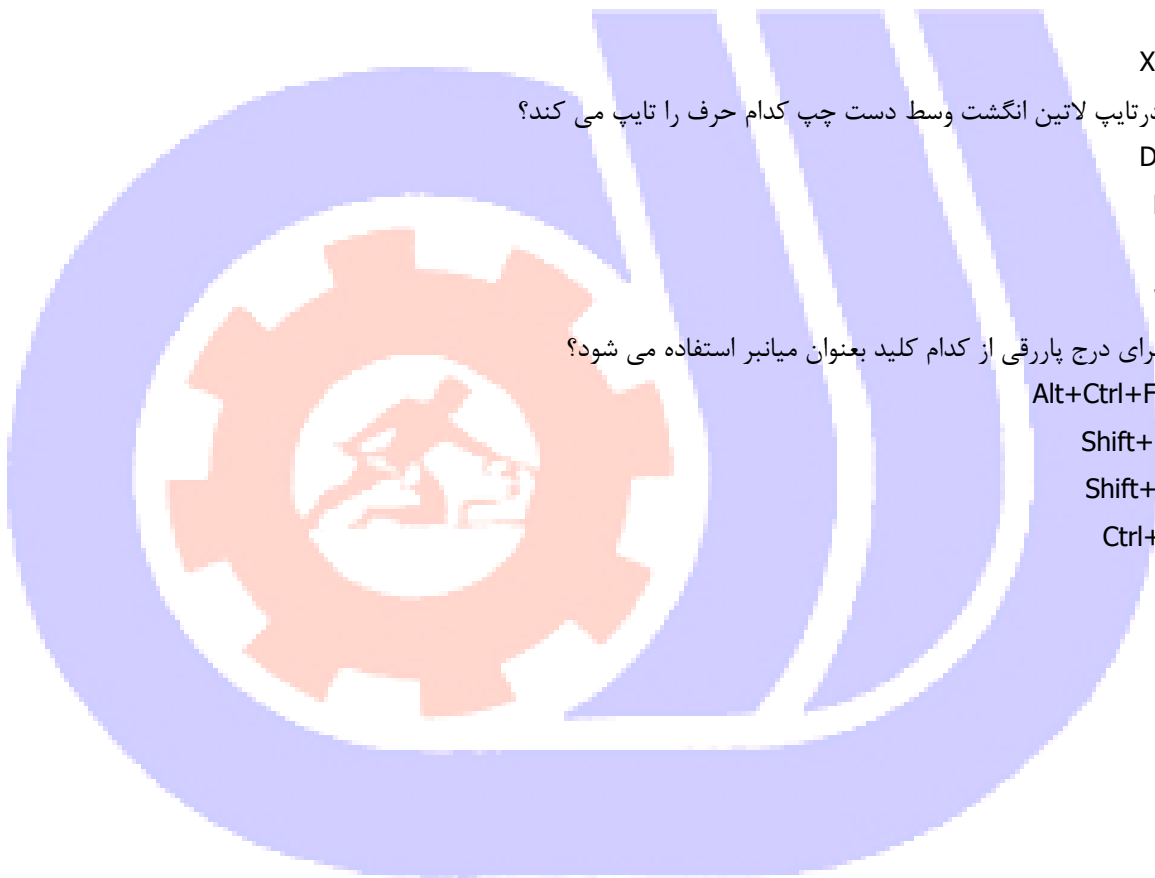 X
درتایپ لاتین انگشت وسط دست چپ کدام حرف را تایپ می کند؟
D
رای درج پاررقی از کدام کلید بعنوان میانبر استفاده می شود؟
Alt+Ctrl+F
Shift+
Shift+
Ctrl+